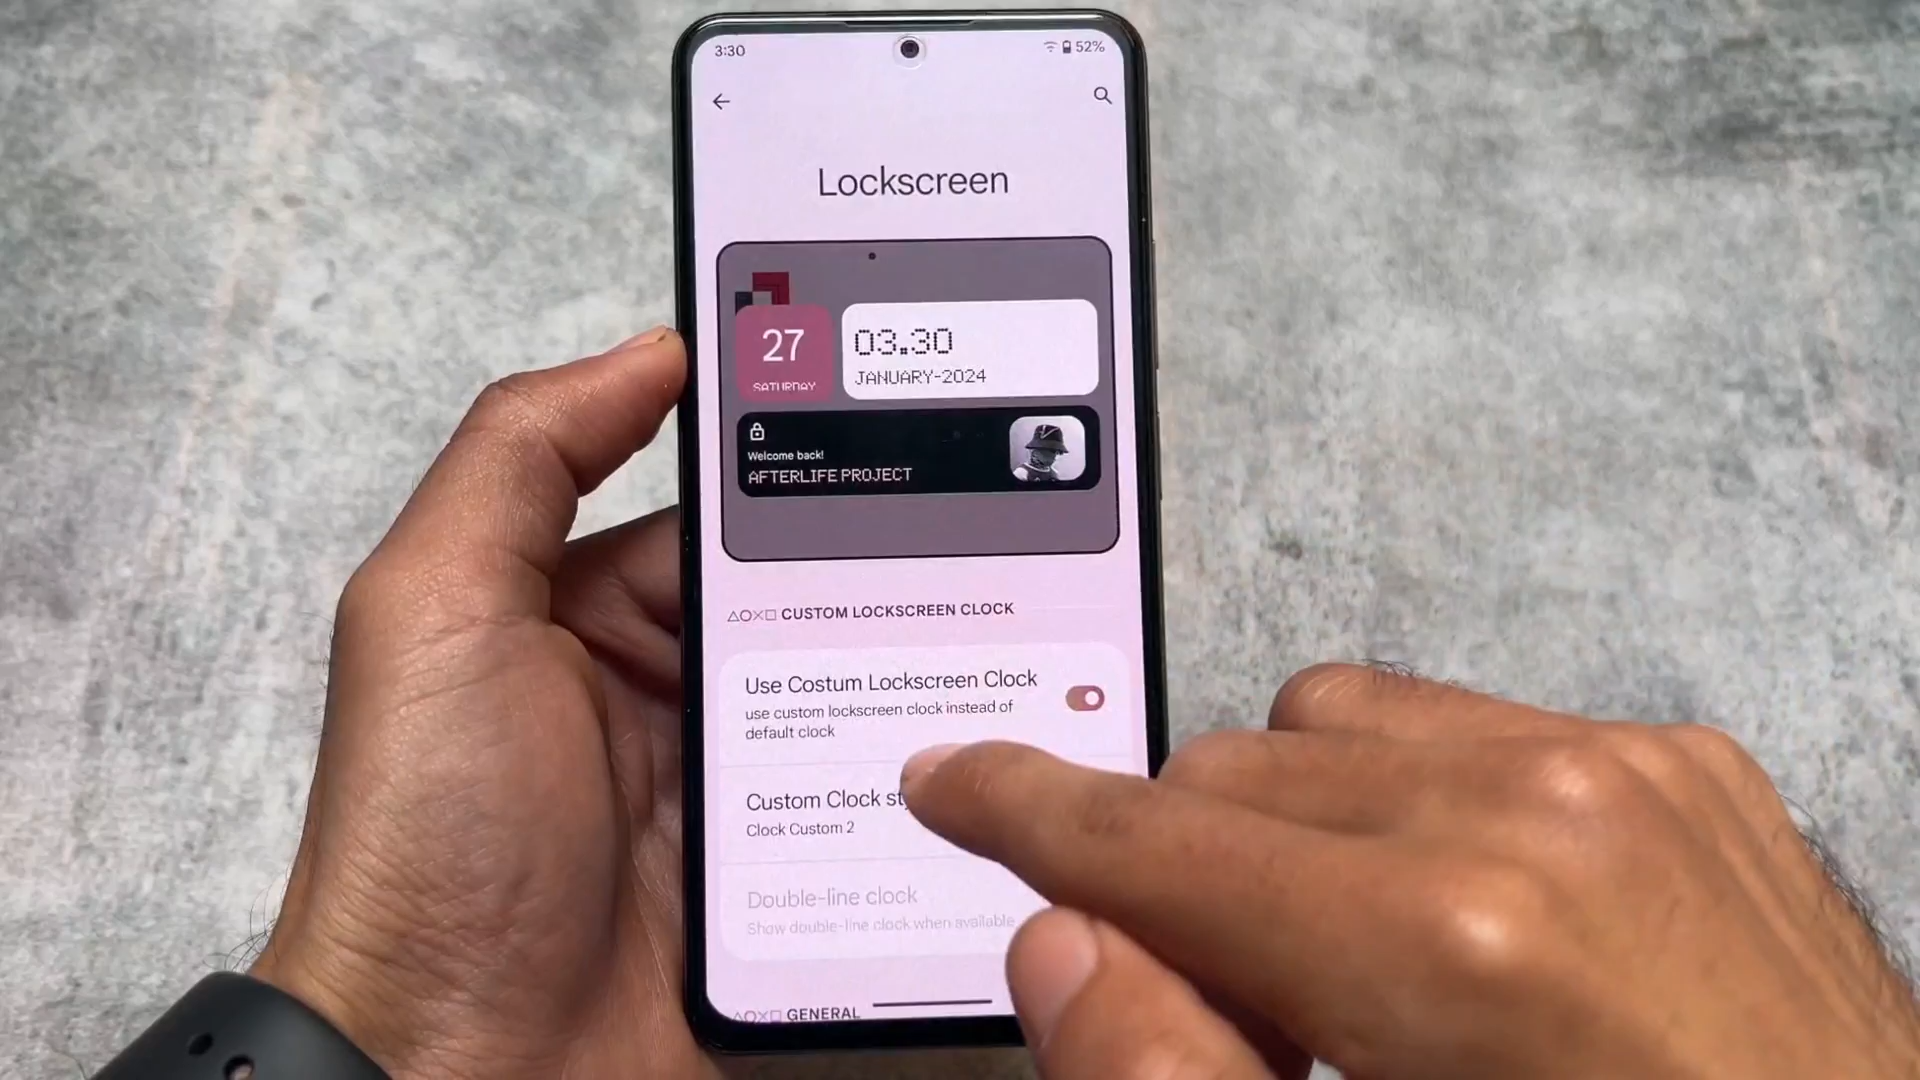 3:30
52%
Lockscreen
27
SATURDAY
03.30
JANUARY-2024
Welcome back!
AFTERLIFE PROJECT
CUSTOM LOCKSCREEN CLOCK
Use Costum Lockscreen Clock
use custom lockscreen clock instead of
default clock
Custom Clock
Clock Custom 2
Double-line clock
Show double-line clock when available
GENERAL